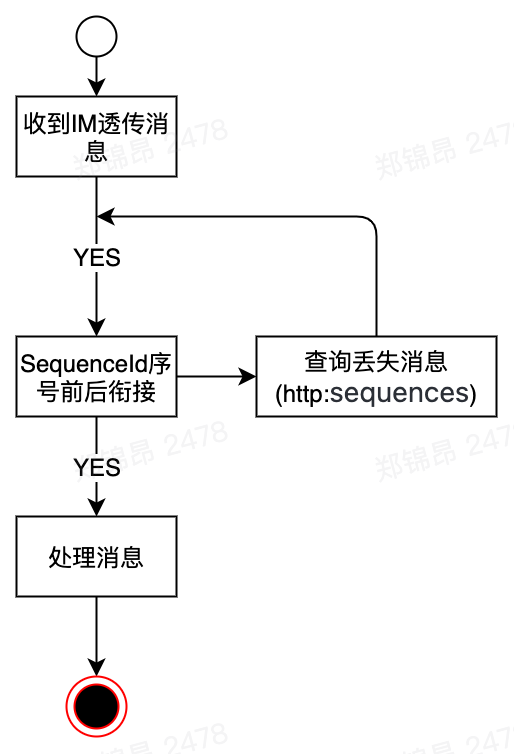 收到IM透传消
息
郑锦昂 2478
郑锦昂 247
YES
SequenceId序
号前后衔接
查询丢失消息
(http:sequences)
郑锦昂 2478
郑锦昂 247
YES
处理消息
郑锦昂 2478
郑锦昂 247